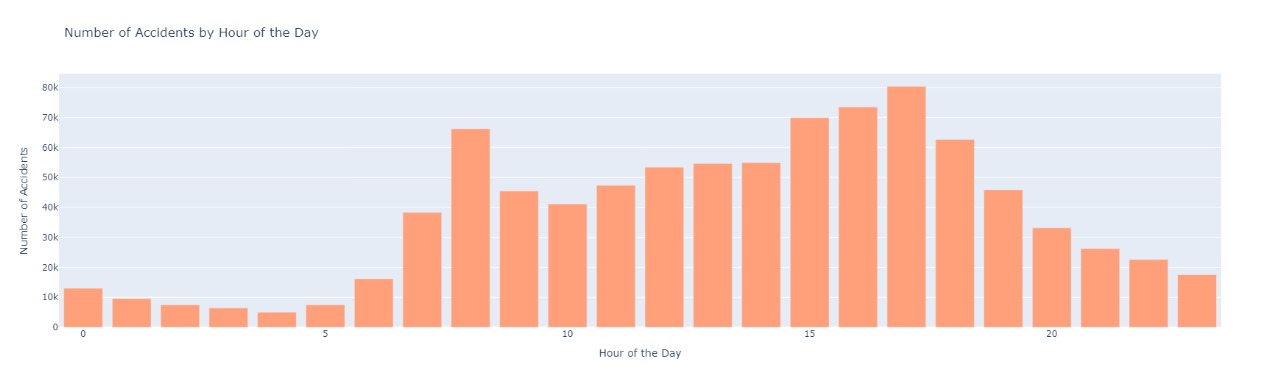 Number of Accidents by Hour of the Day
Number of Accidents
80k
70k
60k
50k
40k
30k
20k
10k
0
0 5 10 15 20
Hour of the Day